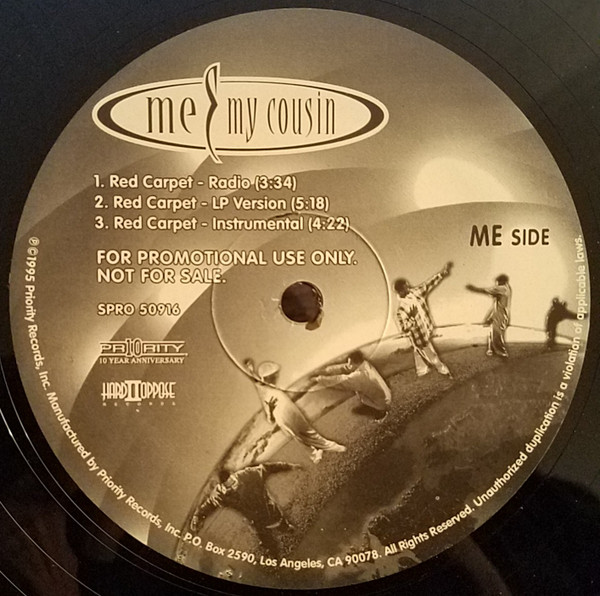 me & my cousin
1. Red Carpet - Radio (3:34)
2. Red Carpet - LP Version (5:18)
3. Red Carpet - Instrumental (4:22)
ME SIDE
FOR PROMOTIONAL USE ONLY.
NOT FOR SALE.
SPRO 50916
PRIORITY
10
10 YEAR ANNIVERSARY
HARD II OPPOSE
RECORDS
℗©1995 Priority Records, Inc. Manufactured by Priority Records, Inc. P.O. Box 2590, Los Angeles, CA 90078. All Rights Reserved. Unauthorized duplication is a violation of applicable laws.